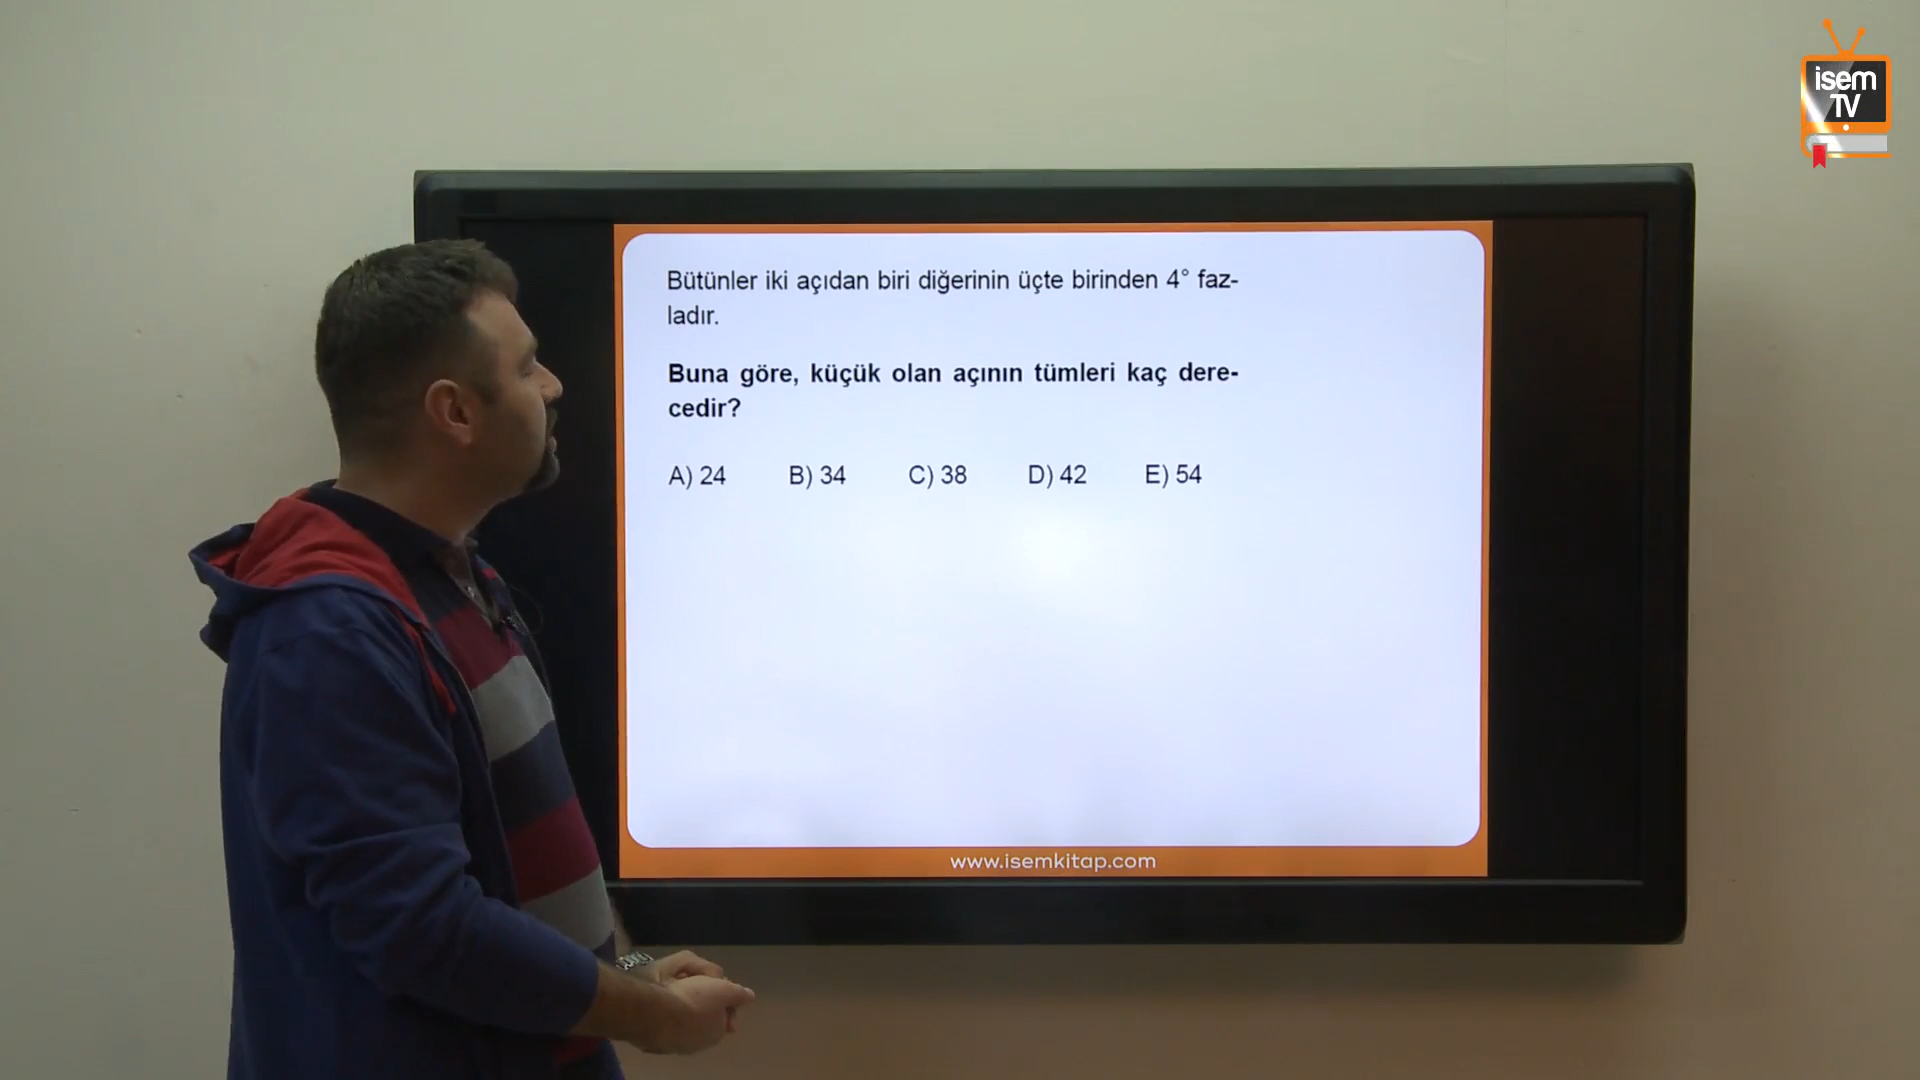 isem
TV
Bütünler iki açıdan biri diğerinin üçte birinden 4° faz-
ladır.
Buna göre, küçük olan açının tümleri kaç dere-
cedir?
A) 24 B) 34 C) 38 D) 42 E) 54
www.isemkitap.com